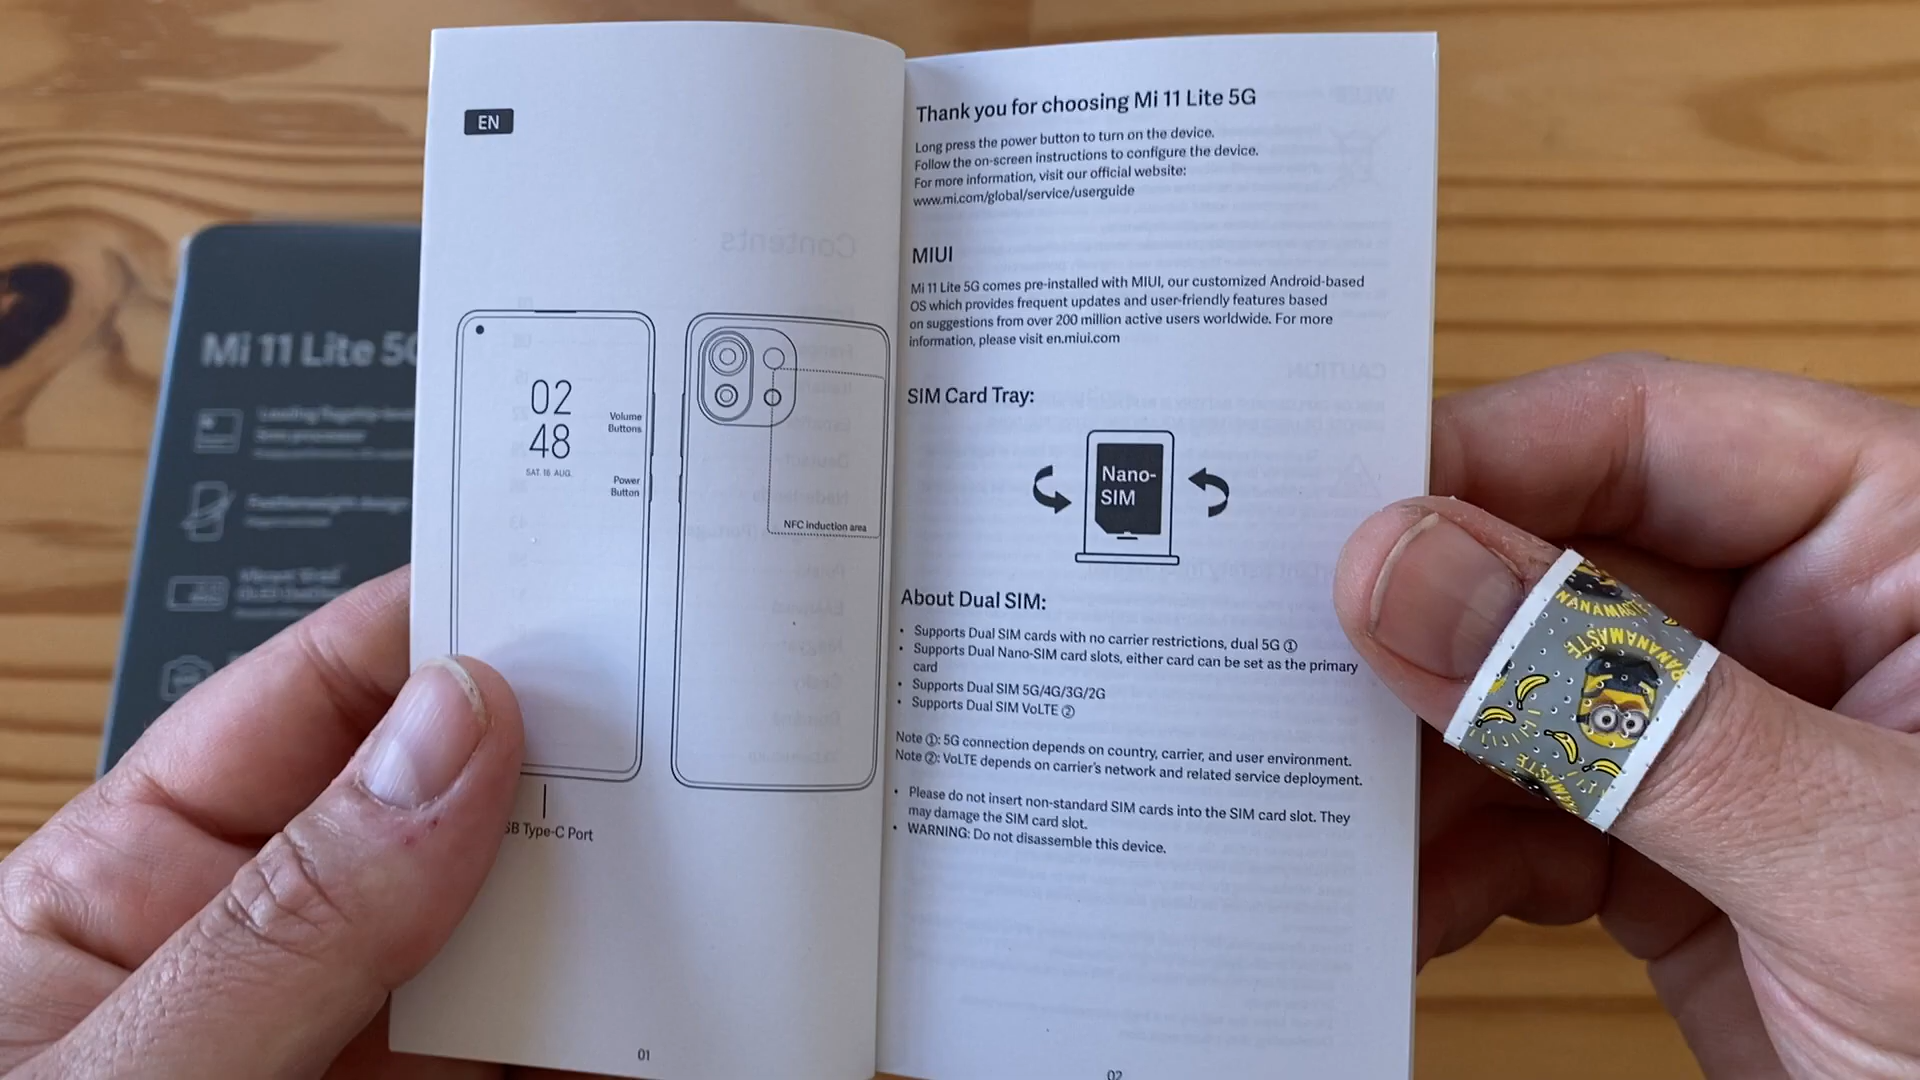 EN
02
48
SAT. 16 AUG.
Volume
Buttons
Power
Button
NFC induction area
Type-C Port
01
Thank you for choosing Mi 11 Lite 5G
Long press the power button to turn on the device.
Follow the on-screen instructions to configure the device.
For more information, visit our official website:
www.mi.com/global/service/userguide
MIUI
Mi 11 Lite 5G comes pre-installed with MIUI, our customized Android-based
OS which provides frequent updates and user-friendly features based
on suggestions from over 200 million active users worldwide. For more
information, please visit en.miui.com
SIM Card Tray:
Nano-
SIM
About Dual SIM:
• Supports Dual SIM cards with no carrier restrictions, dual 5G ①
• Supports Dual Nano-SIM card slots, either card can be set as the primary
card
• Supports Dual SIM 5G/4G/3G/2G
• Supports Dual SIM VoLTE ②
Note ①: 5G connection depends on country, carrier, and user environment.
Note ②: VoLTE depends on carrier's network and related service deployment.
• Please do not insert non-standard SIM cards into the SIM card slot. They
may damage the SIM card slot.
• WARNING: Do not disassemble this device.
02
Mi 11 Lite 5G
NANAMASTE
BANANAMASTE